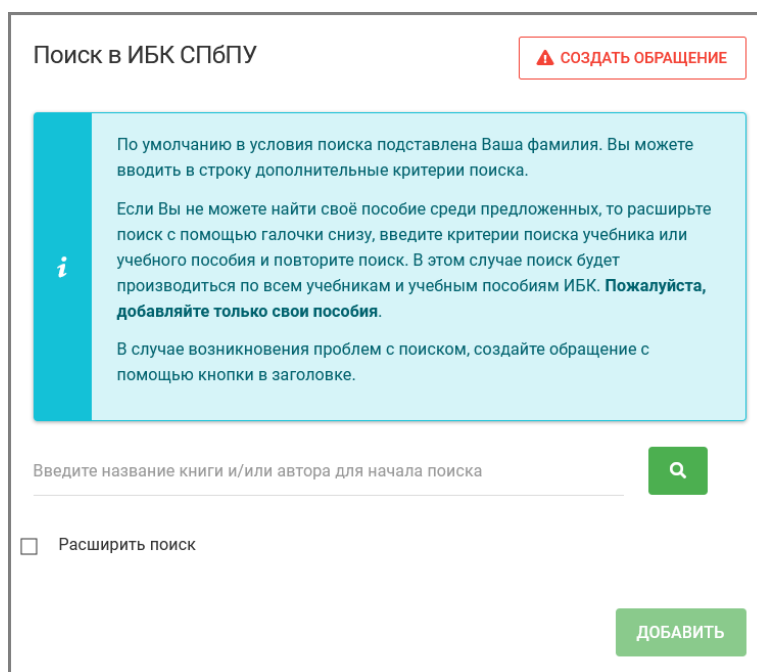 Поиск в ИБК СПбПУ
СОЗДАТЬ ОБРАЩЕНИЕ
По умолчанию в условия поиска подставлена Ваша фамилия. Вы можете
вводить в строку дополнительные критерии поиска.
Если Вы не можете найти своё пособие среди предложенных, то расширьте
поиск с помощью галочки снизу, введите критерии поиска учебника или
учебного пособия и повторите поиск. В этом случае поиск будет
производиться по всем учебникам и учебным пособиям ИБК. Пожалуйста,
добавляйте только свои пособия.
В случае возникновения проблем с поиском, создайте обращение с
помощью кнопки в заголовке.
Введите название книги и/или автора для начала поиска
Расширить поиск
ДОБАВИТЬ